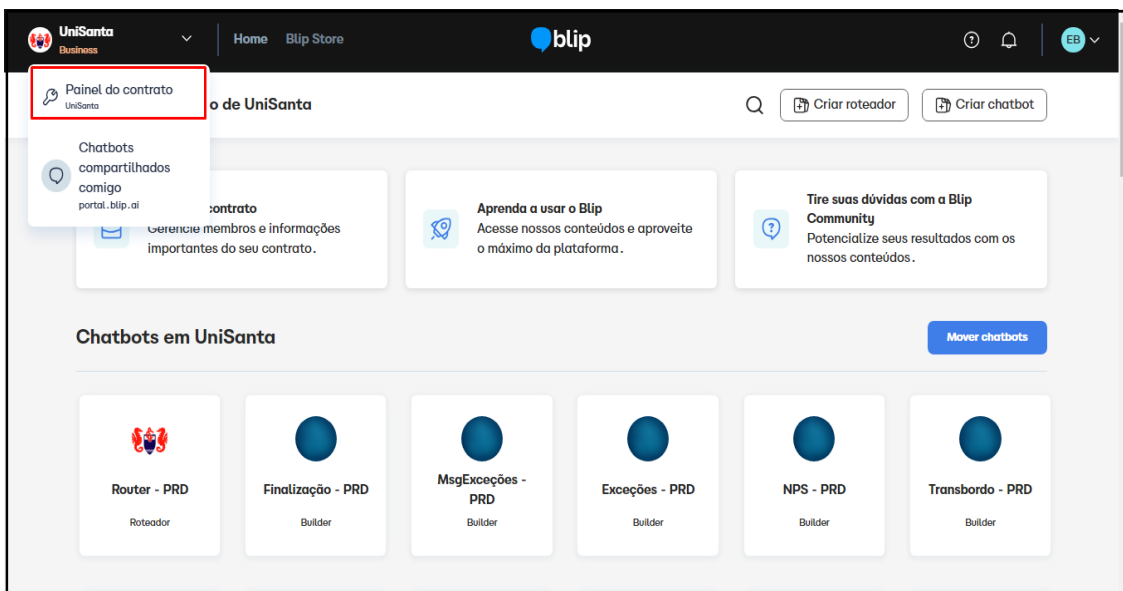 UniSanta
Business
Home
Blip Store
blip
EB
Painel do contrato
UniSanta
Chatbots
compartilhados
comigo
portal.blip.ai
o de UniSanta
Criar roteador
Criar chatbot
contrato
Gerencie membros e informações
importantes do seu contrato.
Aprenda a usar o Blip
Acesse nossos conteúdos e aproveite
o máximo da plataforma.
Tire suas dúvidas com a Blip
Community
Potencialize seus resultados com os
nossos conteúdos.
Chatbots em UniSanta
Mover chatbots
Router - PRD
Roteador
Finalização - PRD
Builder
MsgExceções -
PRD
Builder
Exceções - PRD
Builder
NPS - PRD
Builder
Transbordo - PRD
Builder